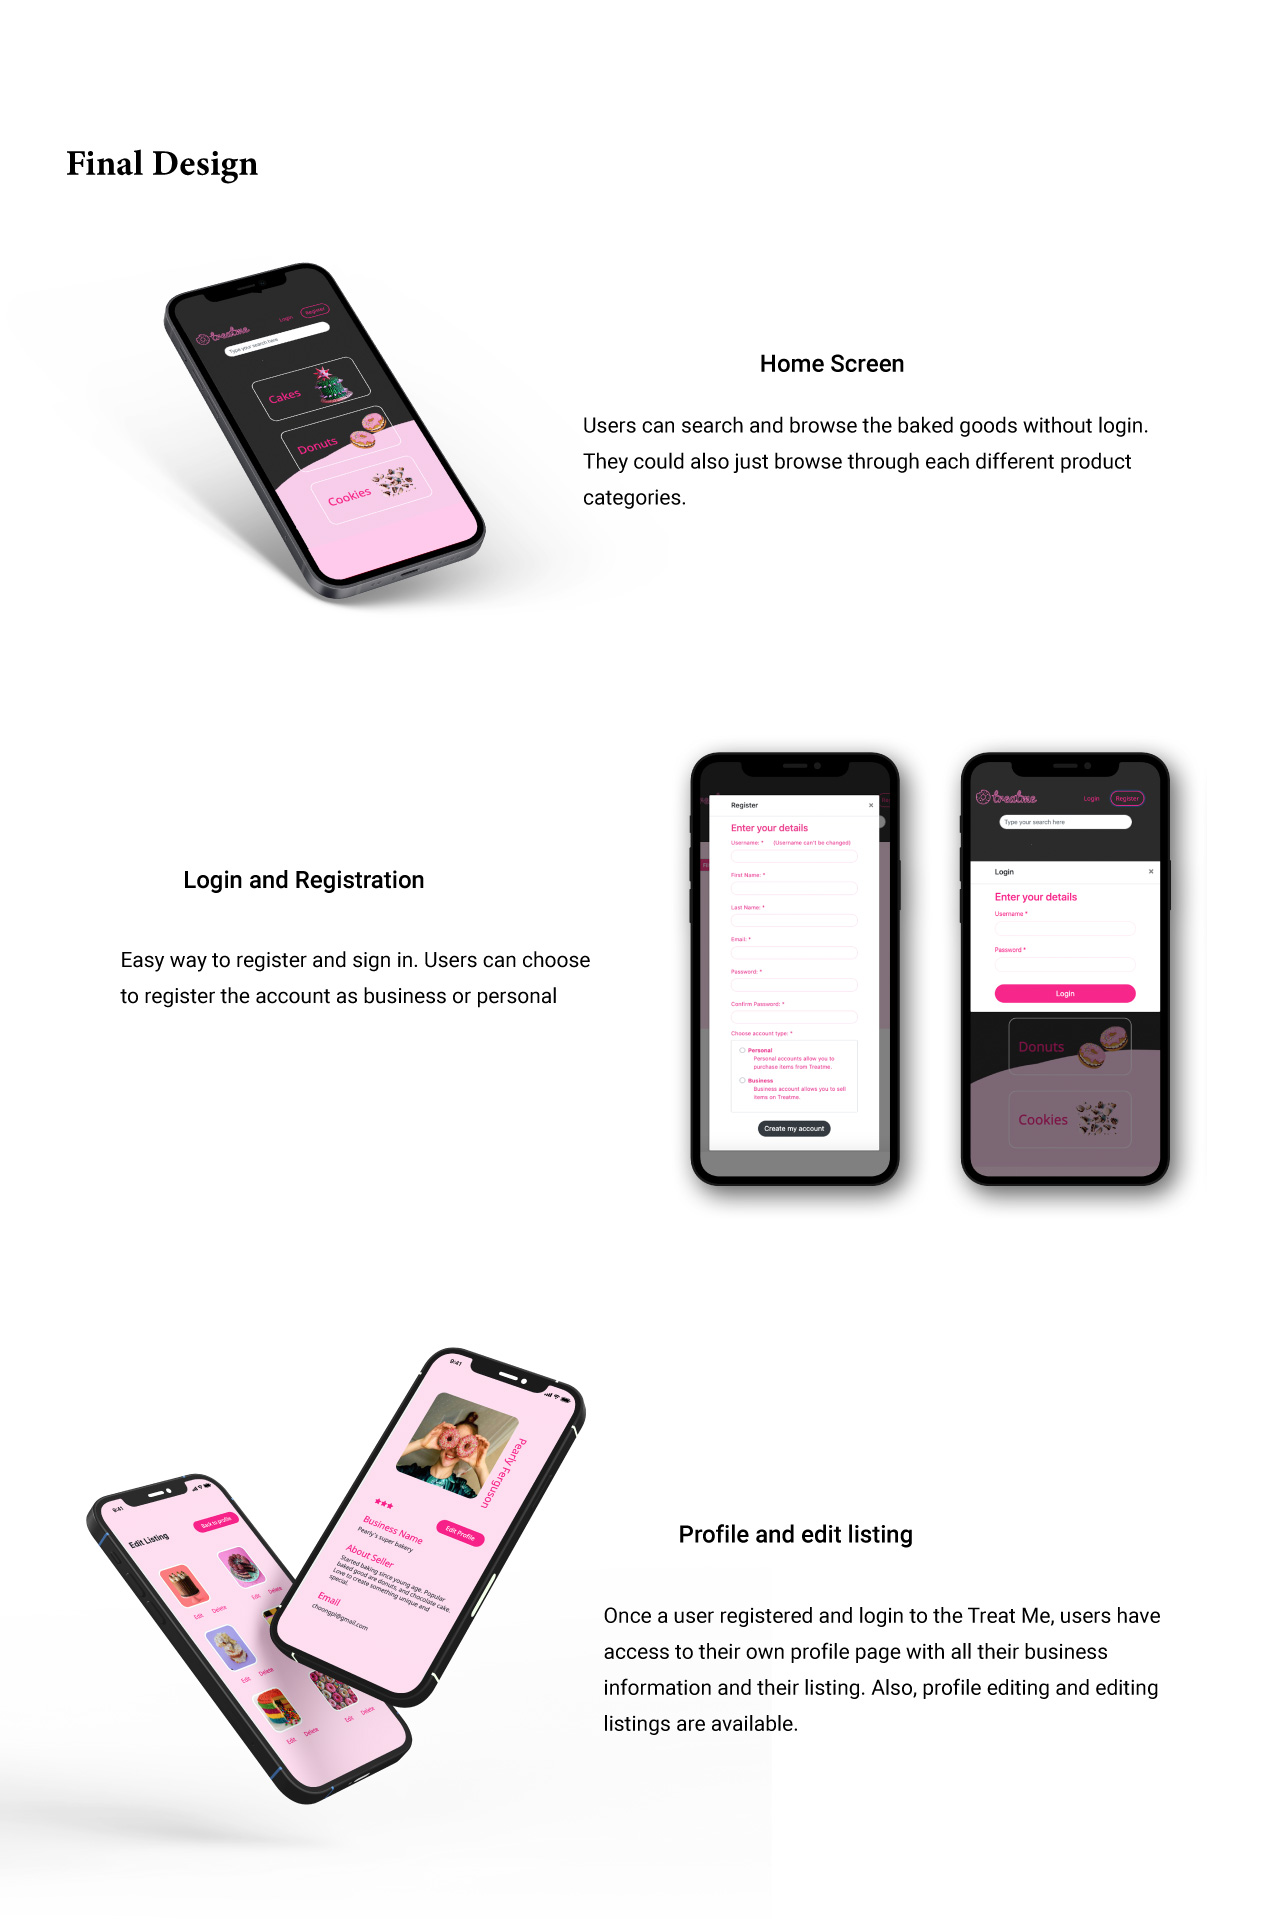 Final Design
treatme
Login
Register
Type your search here
Cakes
Donuts
Cookies
Home Screen
Users can search and browse the baked goods without login.
They could also just browse through each different product
categories.
Login and Registration
Easy way to register and sign in. Users can choose
to register the account as business or personal
Register
×
Enter your details
Username: * (Username can't be changed)
First Name: *
Last Name: *
Email: *
Password: *
Confirm Password: *
Choose account type: *
Personal
Personal accounts allow you to
purchase items from Treatme.
Business
Business account allows you to sell
items on Treatme.
Create my account
treatme
Login
Register
Type your search here
Login
×
Enter your details
Username *
Password *
Login
Donuts
Cookies
9:41
Pearly Ferguson
Business Name
Pearly's super bakery
Edit Profile
About Seller
Started baking since young age. Popular
baked good are donuts, and chocolate cake.
Love to create something unique and
special.
Email
choongpl@gmail.com
9:41
Back to profile
Edit Listing
Edit Delete
Edit Delete
Edit Delete
Edit Delete
Edit Delete
Profile and edit listing
Once a user registered and login to the Treat Me, users have
access to their own profile page with all their business
information and their listing. Also, profile editing and editing
listings are available.